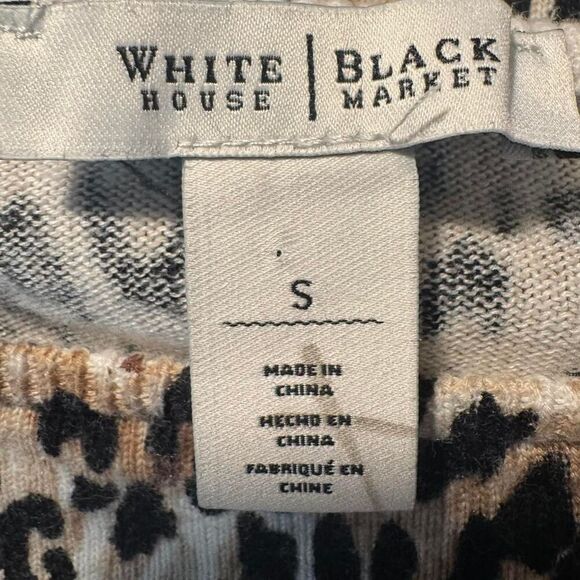 WHITE | BLACK
HOUSE | MARKET
S
MADE IN
CHINA
HECHO EN
CHINA
FABRIQUÉ EN
CHINE